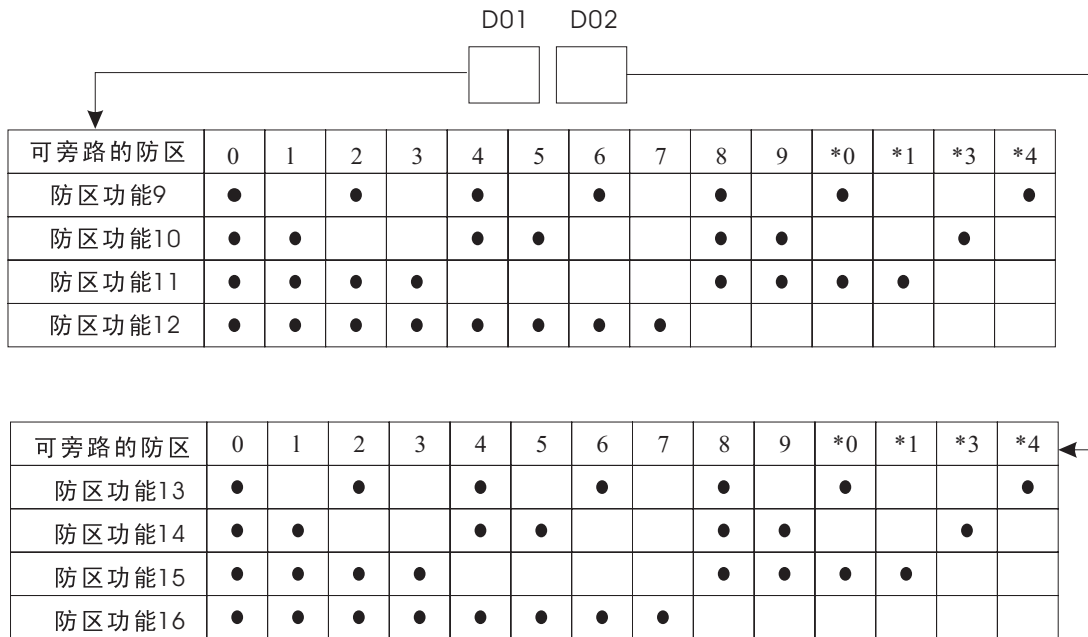 D01 D02
可旁路的防区 0 1 2 3 4 5 6 7 8 9 *0 *1 *3 *4
防区功能9 ● ● ● ● ● ● ●
防区功能10 ● ● ● ● ● ● ●
防区功能11 ● ● ● ● ● ● ● ●
防区功能12 ● ● ● ● ● ● ● ●
可旁路的防区 0 1 2 3 4 5 6 7 8 9 *0 *1 *3 *4
防区功能13 ● ● ● ● ● ● ●
防区功能14 ● ● ● ● ● ● ●
防区功能15 ● ● ● ● ● ● ● ●
防区功能16 ● ● ● ● ● ● ● ●